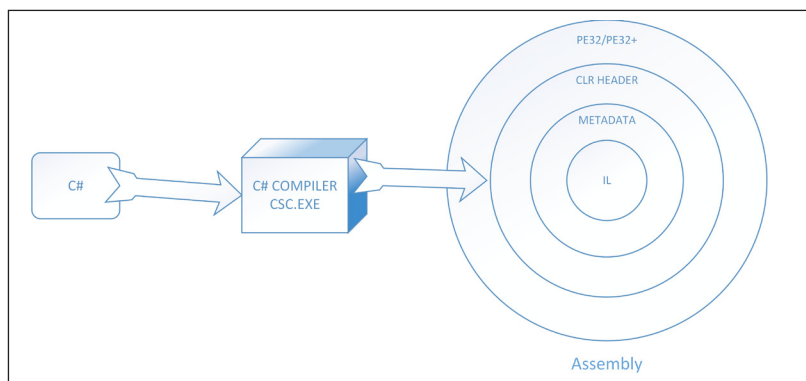 C#
C# COMPILER
CSC.EXE
PE32/PE32+
CLR HEADER
METADATA
IL
Assembly